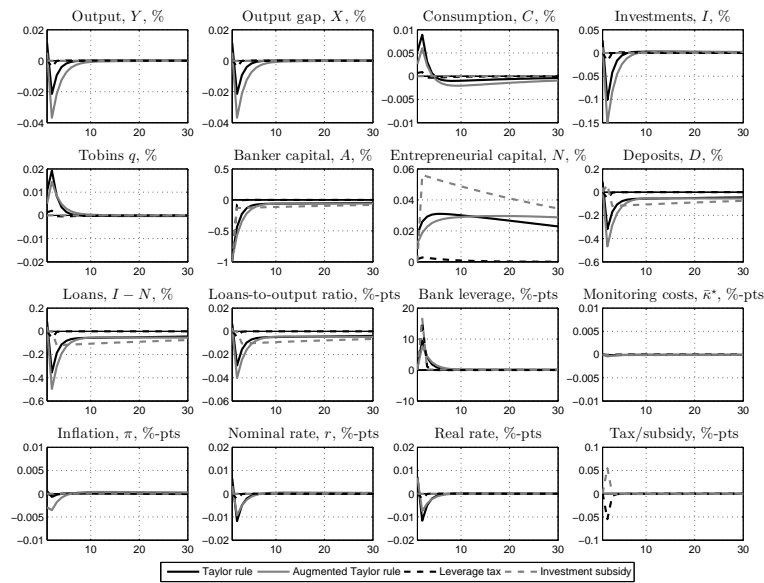 Output, Y, % Output gap, X, % Consumption, C, % Investments, I, %
0.02 0.02 0.01 0.05
0 0 0.005 0
−0.02 −0.02 0 −0.05
−0.04 −0.04 −0.005 −0.1
−0.01 −0.15
10 20 30 10 20 30 10 20 30 10 20 30
Tobins q, % Banker capital, A, % Entrepreneurial capital, N, % Deposits, D, %
0.02 0.5 0.06 0.2
0.01 0 0.04 0
0 −0.5 0.02 −0.2
−0.01 −1 0 −0.4
−0.02 −0.6
10 20 30 10 20 30 10 20 30 10 20 30
Loans, I − N, % Loans-to-output ratio, %-pts Bank leverage, %-pts Monitoring costs, κ̄*, %-pts
0.2 0.02 20 0.01
0 0 10 0.005
−0.2 −0.02 0 0
−0.4 −0.04 −10 −0.005
−0.6 −0.06 −0.01
10 20 30 10 20 30 10 20 30 10 20 30
Inflation, π, %-pts Nominal rate, r, %-pts Real rate, %-pts Tax/subsidy, %-pts
0.01 0.02 0.02 0.1
0.005 0.01 0.01 0.05
0 0 0 0
−0.005 −0.01 −0.01 −0.05
−0.01 −0.02 −0.02 −0.1
10 20 30 10 20 30 10 20 30 10 20 30
Taylor rule Augmented Taylor rule Leverage tax Investment subsidy